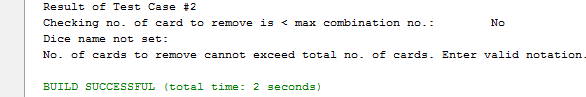 Result of Test Case #2
Checking no. of card to remove is < max combination no.: No
Dice name not set:
No. of cards to remove cannot exceed total no. of cards. Enter valid notation.
BUILD SUCCESSFUL (total time: 2 seconds)